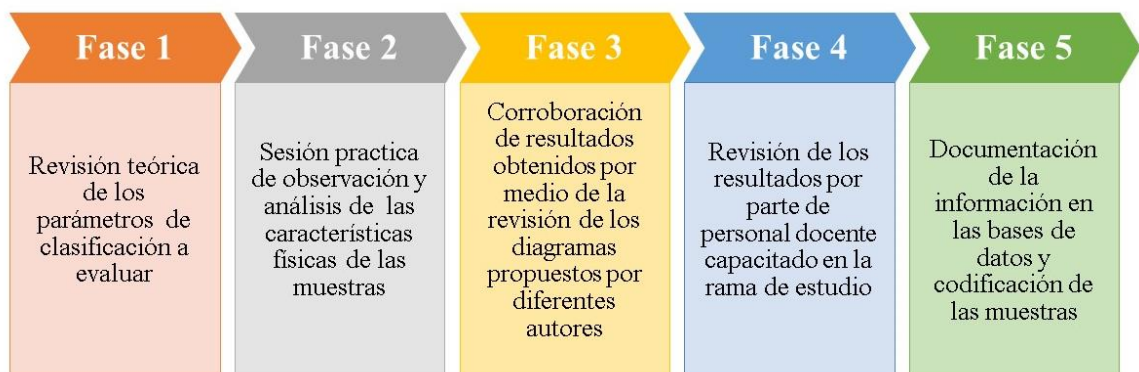 Fase 1
Revisión teórica
de los
parámetros de
clasificación a
evaluar
Fase 2
Sesión practica
de observación y
análisis de las
características
físicas de las
muestras
Fase 3
Corroboración
de resultados
obtenidos por
medio de la
revisión de los
diagramas
propuestos por
diferentes
autores
Fase 4
Revisión de los
resultados por
parte de
personal docente
capacitado en la
rama de estudio
Fase 5
Documentación
de la
información en
las bases de
datos y
codificación de
las muestras